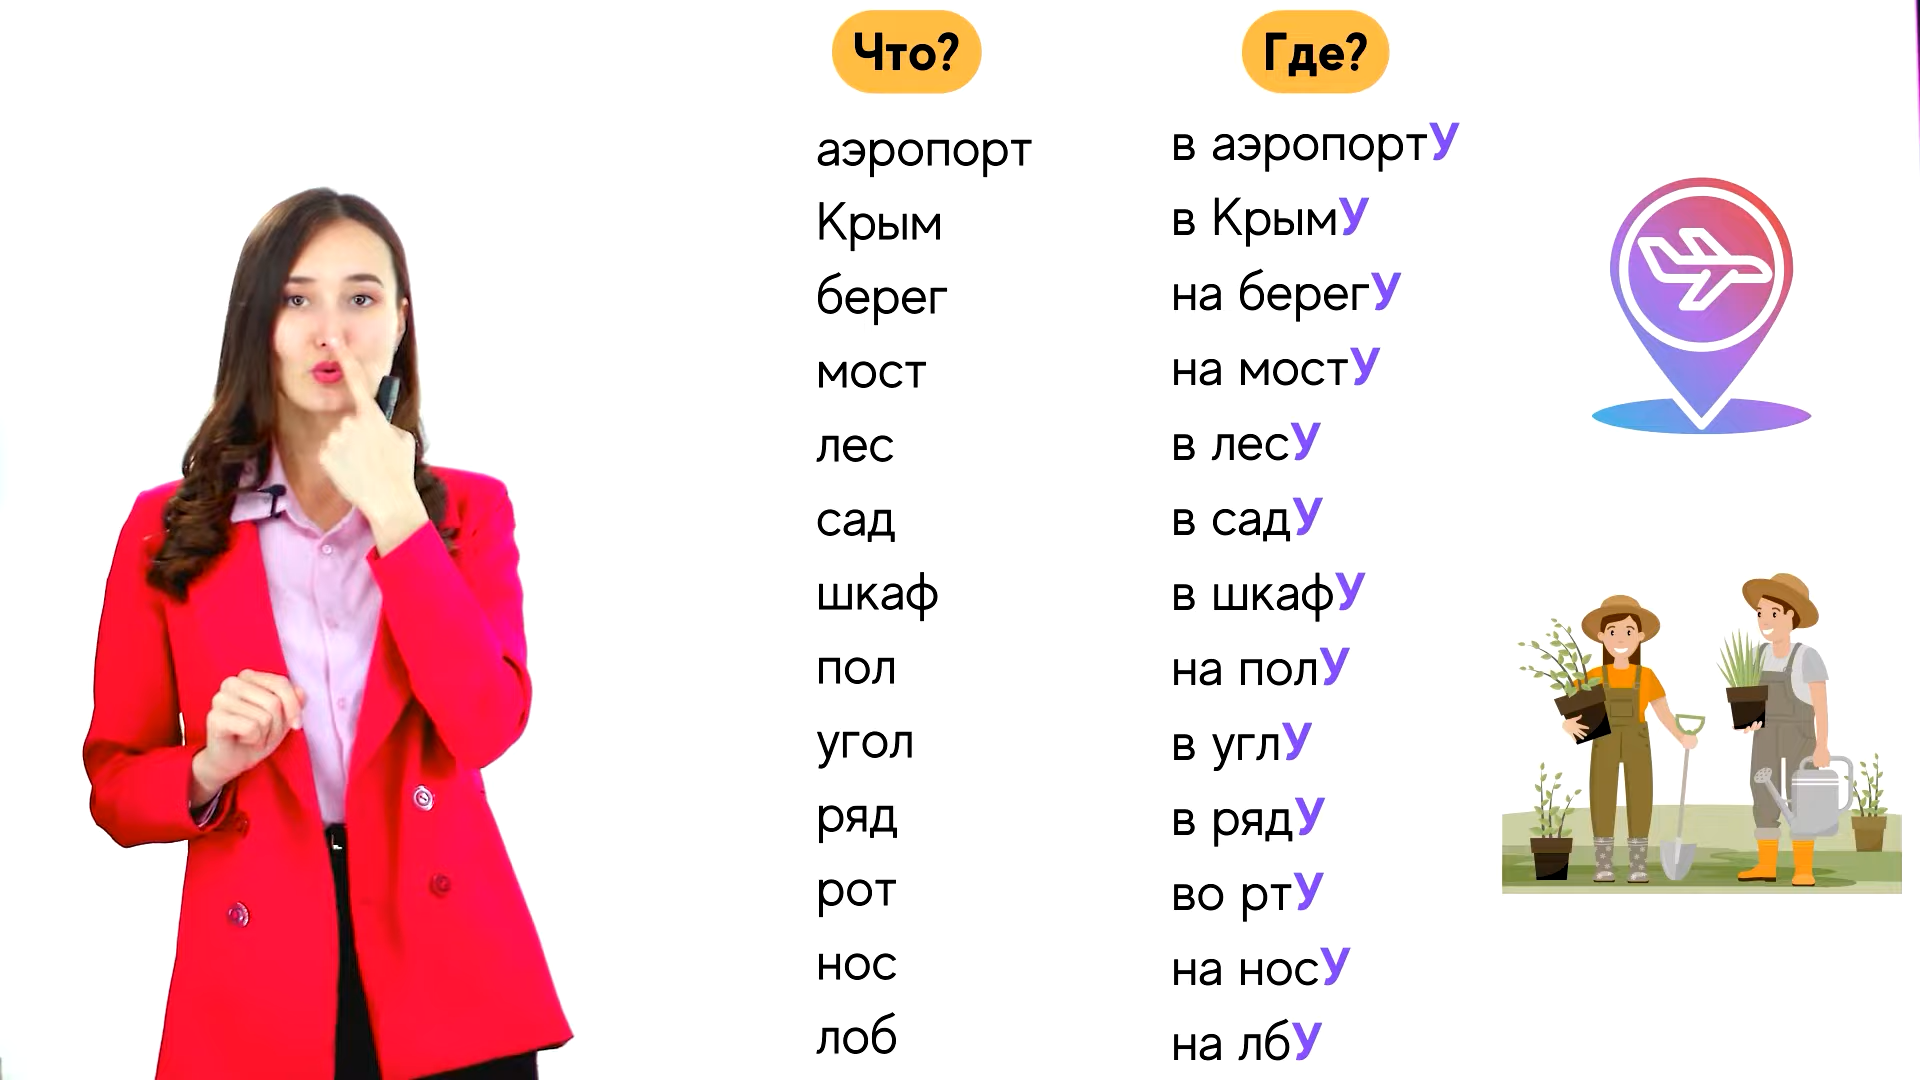 Что? Где?
аэропорт в аэропортУ
Крым в КрымУ
берег на берегУ
мост на мостУ
лес в лесУ
сад в садУ
шкаф в шкафУ
пол на полУ
угол в углУ
ряд в рядУ
рот во ртУ
нос на носУ
лоб на лбУ